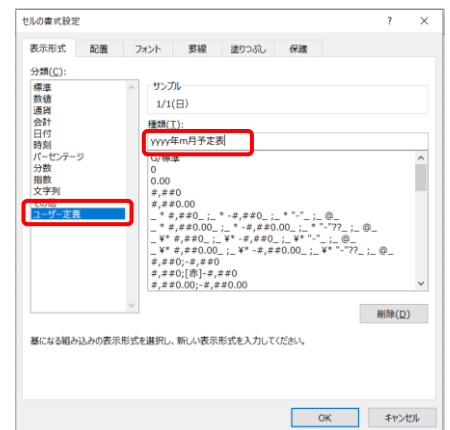 セルの書式設定
? ×
表示形式 配置 フォント 罫線 塗りつぶし 保護
分類(C):
標準
数値
通貨
会計
日付
時刻
パーセンテージ
分数
指数
文字列
その他
ユーザー定義
サンプル
1/1(日)
種類(T):
yyyy年m月予定表
G/標準
0
0.00
#,##0
#,##0.00
_ * #,##0_ ;_ * -#,##0_ ;_ * "-"_ ;_ @_
_ * #,##0.00_ ;_ * -#,##0.00_ ;_ * "-"??_ ;_ @_
_ ¥* #,##0_ ;_ ¥* -#,##0_ ;_ ¥* "-"_ ;_ @_
_ ¥* #,##0.00_ ;_ ¥* -#,##0.00_ ;_ ¥* "-"??_ ;_ @_
#,##0;-#,##0
#,##0;[赤]-#,##0
#,##0.00;-#,##0.00
削除(D)
基になる組み込みの表示形式を選択し、新しい表示形式を入力してください。
OK キャンセル